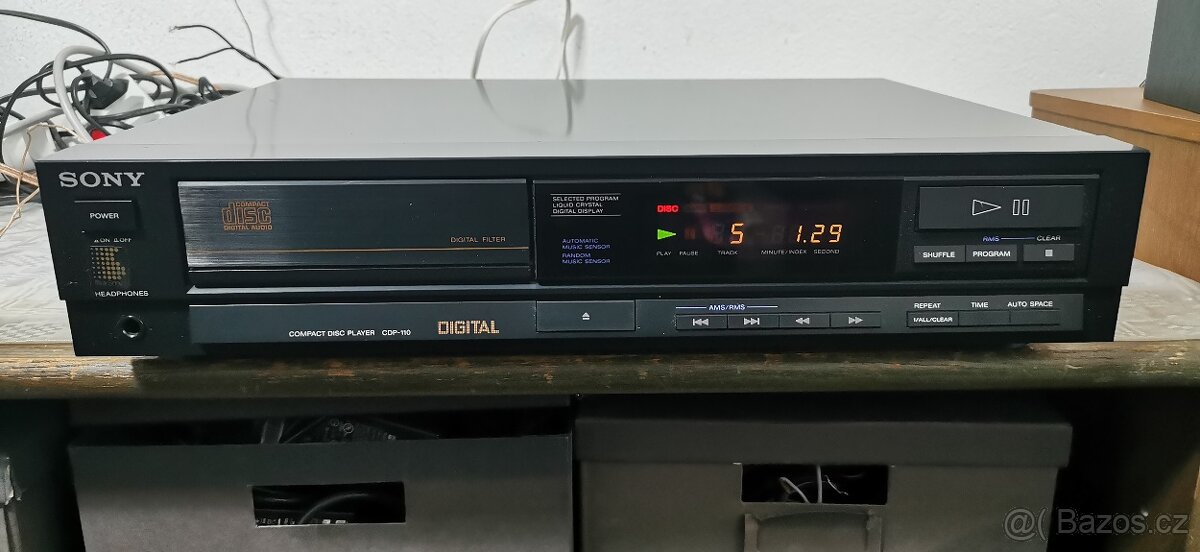 SONY
POWER
ON OFF
HEADPHONES
COMPACT
disc
DIGITAL AUDIO
DIGITAL FILTER
SELECTED PROGRAM
LIQUID CRYSTAL
DIGITAL DISPLAY
AUTOMATIC
MUSIC SENSOR
RANDOM
MUSIC SENSOR
DISC
5 1.29
PLAY PAUSE TRACK MINUTE/INDEX SECOND
RMS CLEAR
SHUFFLE PROGRAM
COMPACT DISC PLAYER CDP-110
DIGITAL
AMS/RMS
REPEAT TIME AUTO SPACE
1/ALL/CLEAR
@( Bazos.cz